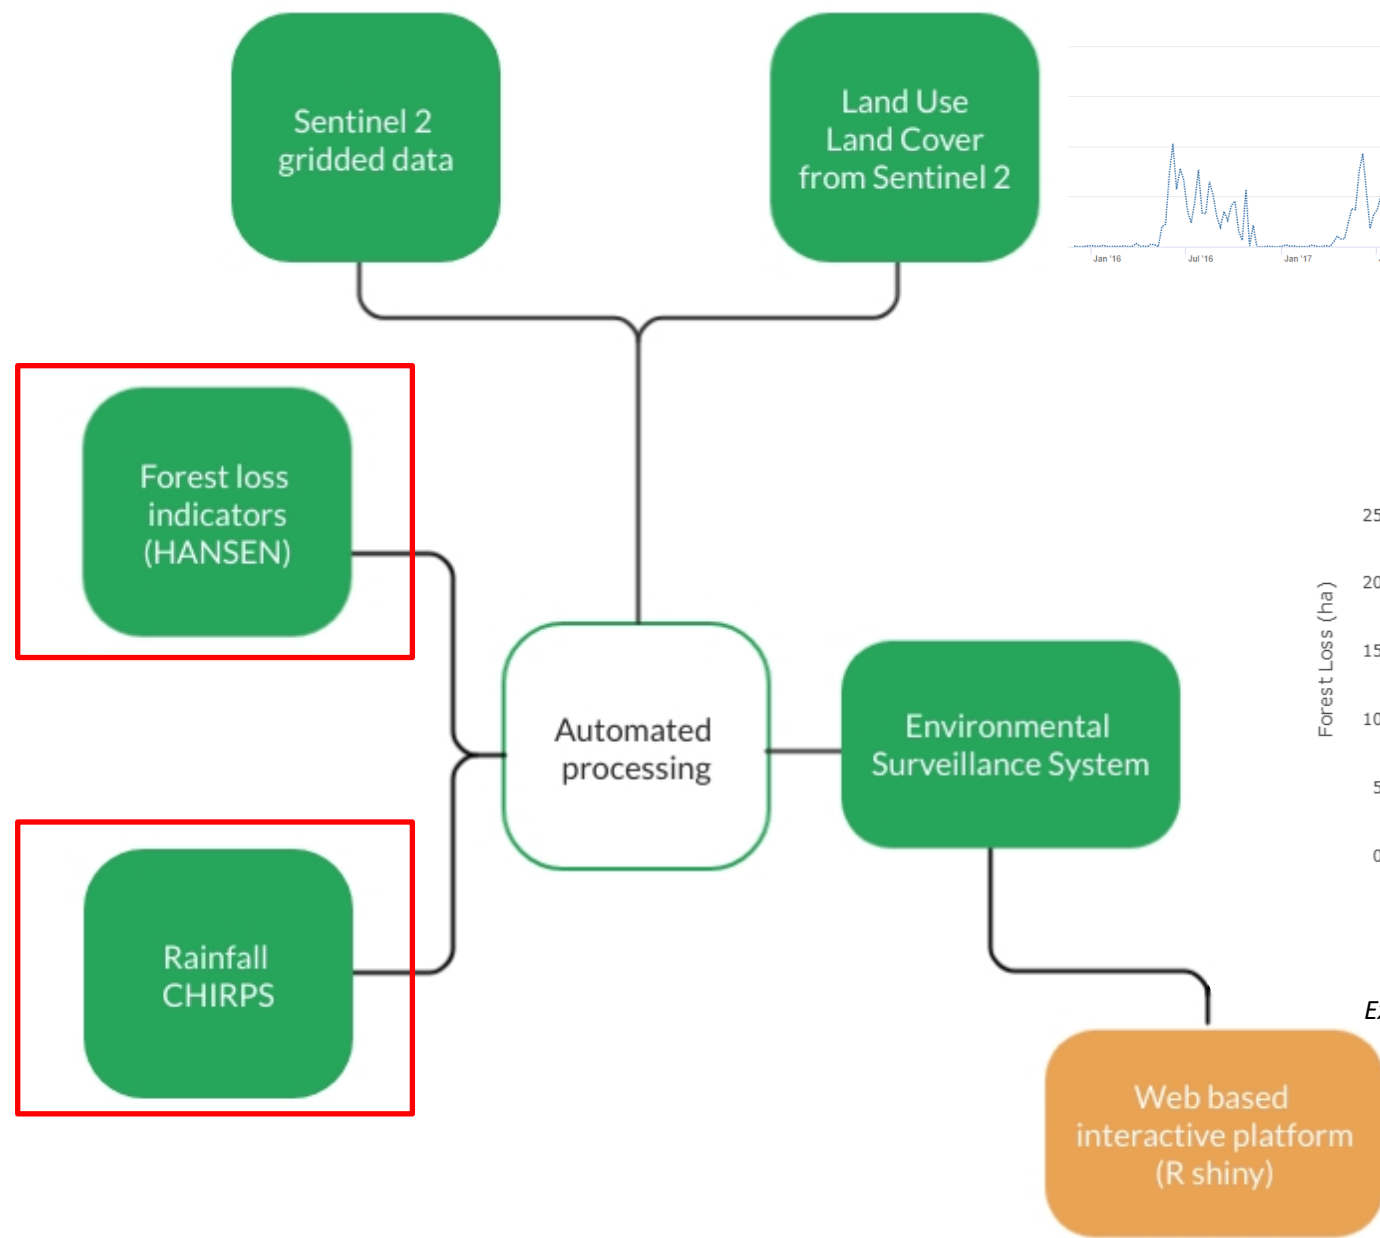 Sentinel 2
gridded data
Land Use
Land Cover
from Sentinel 2
Jan '16
Jul '16
Jan '17
Forest loss
indicators
(HANSEN)
25
20
15
10
5
0
Forest Loss (ha)
Automated
processing
Environmental
Surveillance System
Rainfall
CHIRPS
Web based
interactive platform
(R shiny)